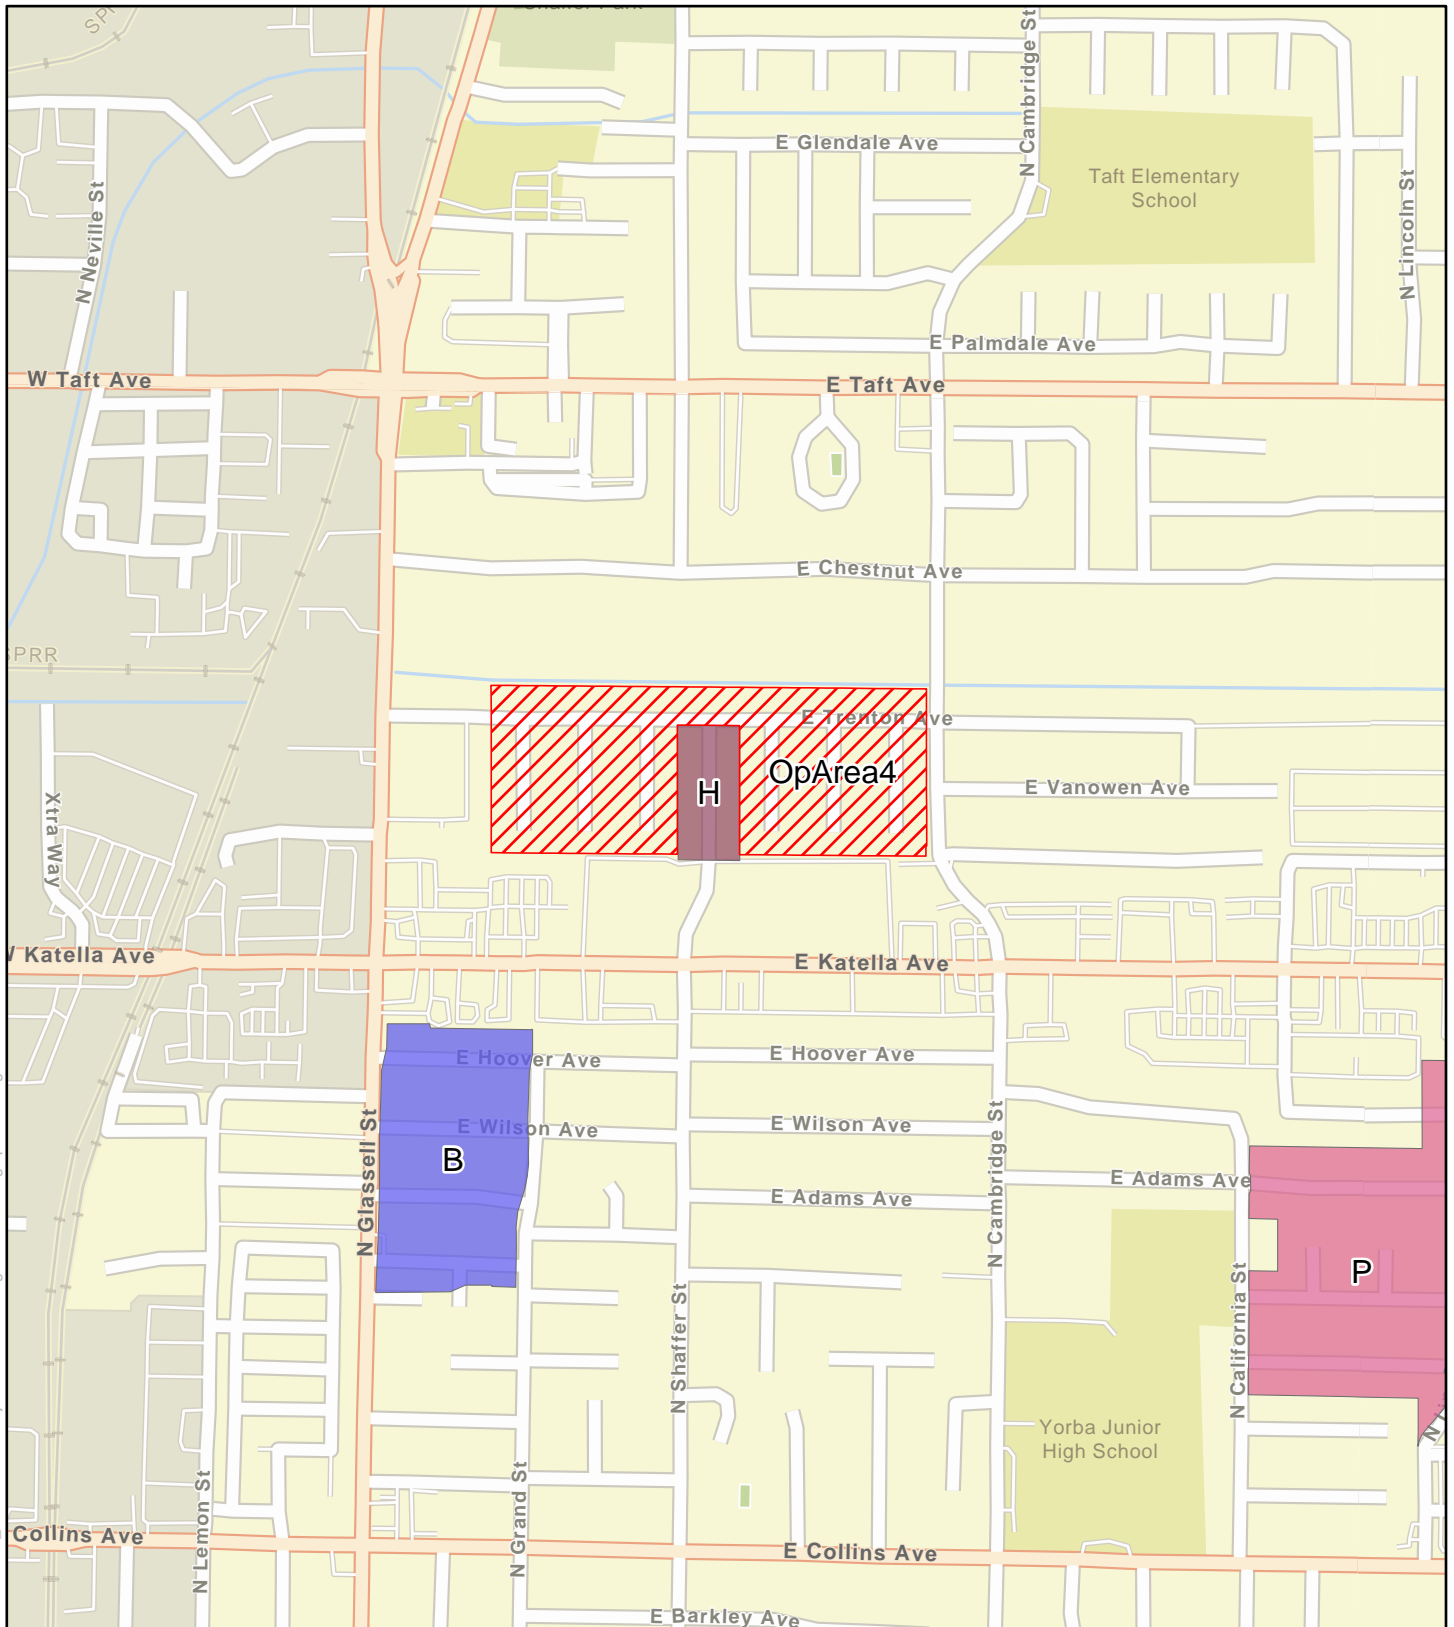 N Cambridge St
E Glendale Ave
Taft Elementary
School
N Neville St
N Lincoln St
E Palmdale Ave
W Taft Ave
E Taft Ave
E Chestnut Ave
SPRR
E Trenton Ave
OpArea4
H
E Vanowen Ave
Xtra Way
Katella Ave
E Katella Ave
E Hoover Ave
E Hoover Ave
E Wilson Ave
E Wilson Ave
B
N Glassell St
N Cambridge St
E Adams Ave
E Adams Ave
N Shaffer St
N California St
P
Yorba Junior
High School
N Lemon St
N Grand St
Collins Ave
E Collins Ave
E Barkley Ave